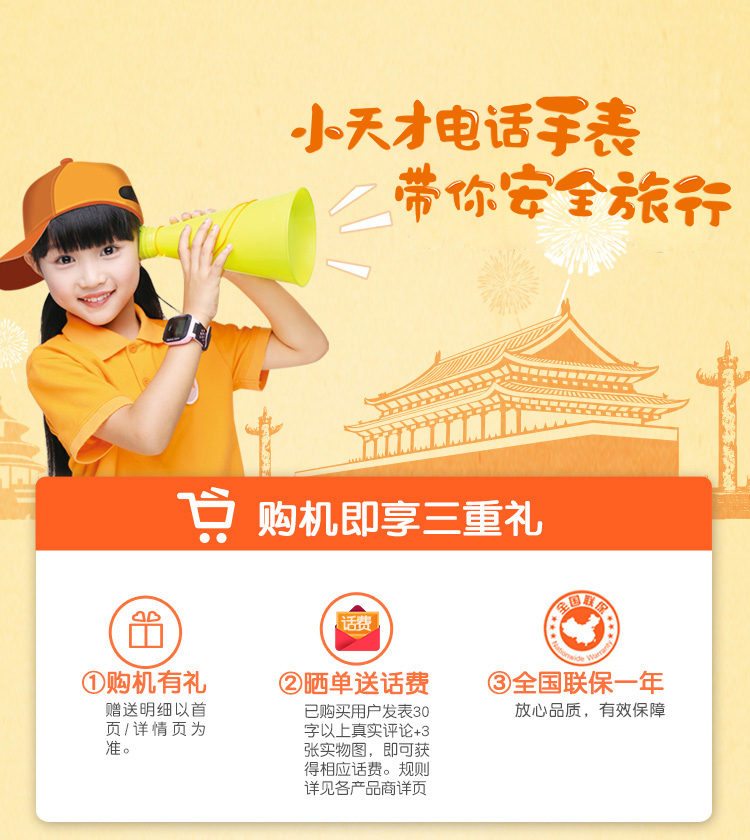 小天才电话手表
带你安全旅行
购机即享三重礼
①购机有礼
赠送明细以首
页/详情页为
准。
话费
②晒单送话费
已购买用户发表30
字以上真实评论+3
张实物图，即可获
得相应话费。规则
详见各产品商详页
全国联保
Nationwide Warranty
③全国联保一年
放心品质，有效保障